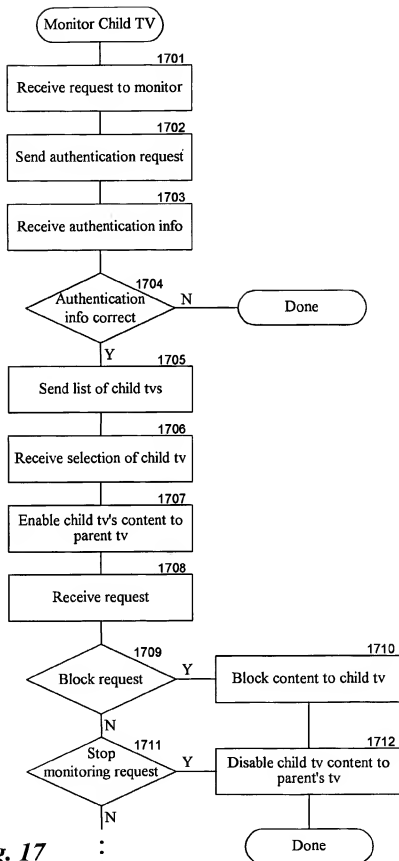 Monitor Child TV
1701
Receive request to monitor
1702
Send authentication request
1703
Receive authentication info
1704
Authentication
info correct
N
Done
Y
1705
Send list of child tvs
1706
Receive selection of child tv
1707
Enable child tv's content to
parent tv
1708
Receive request
1709
Block request
Y
1710
Block content to child tv
N
1711
Stop
monitoring request
Y
1712
Disable child tv content to
parent's tv
N
:
Done
g. 17